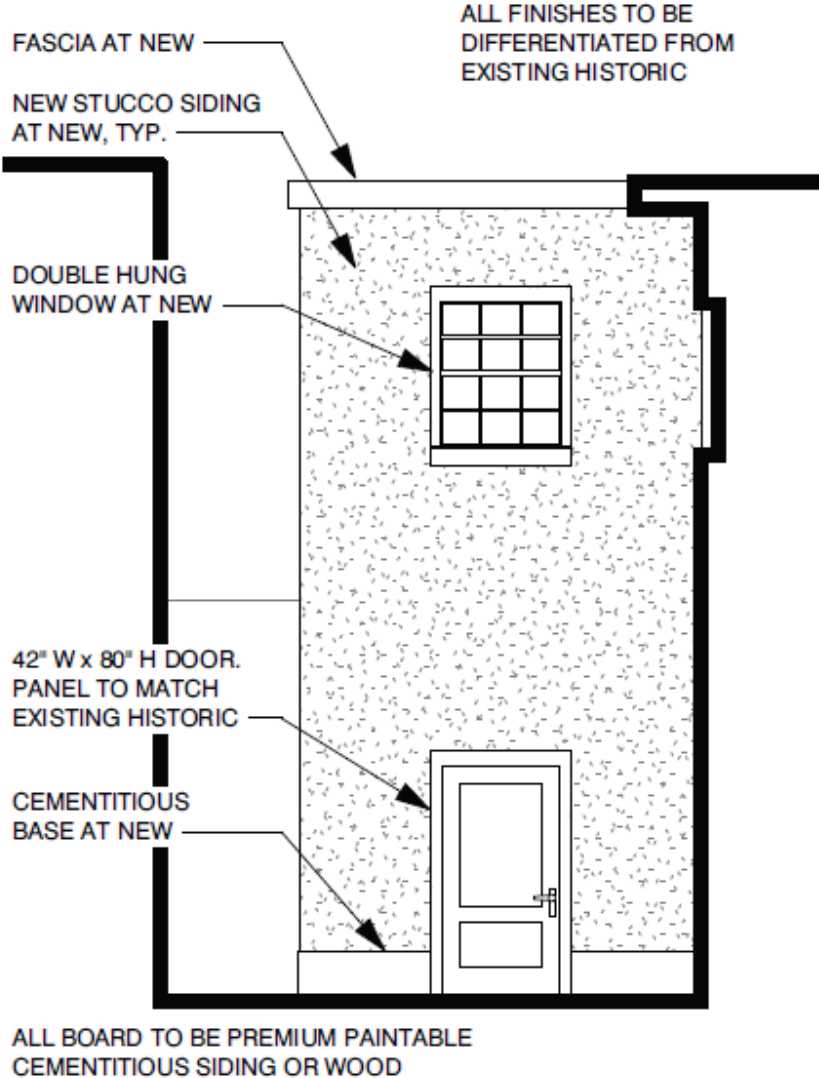 ALL FINISHES TO BE
DIFFERENTIATED FROM
EXISTING HISTORIC
FASCIA AT NEW
NEW STUCCO SIDING
AT NEW, TYP.
DOUBLE HUNG
WINDOW AT NEW
42" W x 80" H DOOR.
PANEL TO MATCH
EXISTING HISTORIC
CEMENTITIOUS
BASE AT NEW
ALL BOARD TO BE PREMIUM PAINTABLE
CEMENTITIOUS SIDING OR WOOD